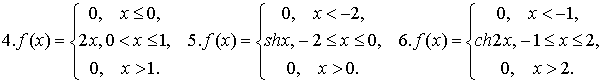 4. f(x) = { 0, x ≤ 0, 2x, 0 < x ≤ 1, 0, x > 1.
5. f(x) = { 0, x < -2, shx, -2 ≤ x ≤ 0, 0, x > 0.
6. f(x) = { 0, x < -1, ch2x, -1 ≤ x ≤ 2, 0, x > 2.